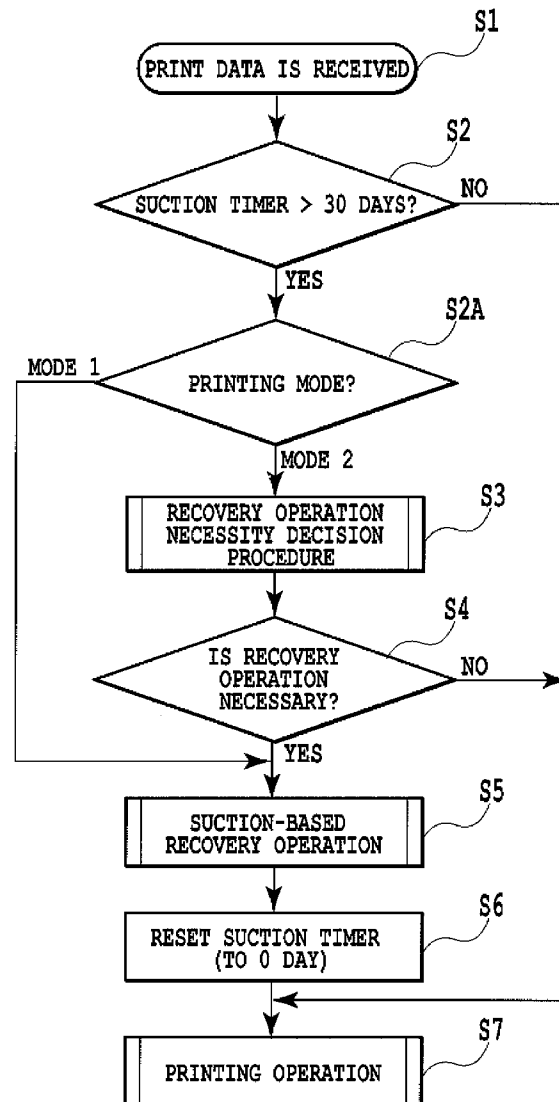 S1
PRINT DATA IS RECEIVED
S2
SUCTION TIMER > 30 DAYS?
NO
YES
S2A
MODE 1
PRINTING MODE?
MODE 2
S3
RECOVERY OPERATION
NECESSITY DECISION
PROCEDURE
S4
IS RECOVERY
OPERATION
NECESSARY?
NO
YES
S5
SUCTION-BASED
RECOVERY OPERATION
S6
RESET SUCTION TIMER
(TO 0 DAY)
S7
PRINTING OPERATION